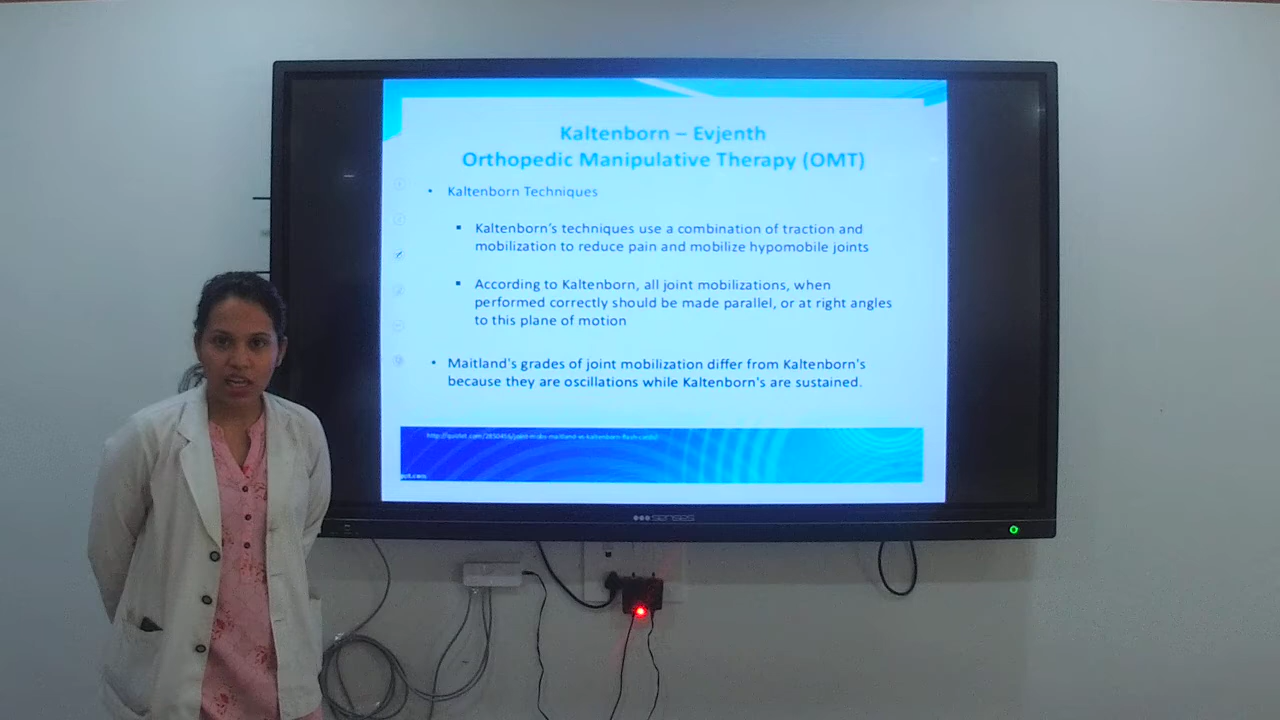 Kaltenborn – Evjenth
Orthopedic Manipulative Therapy (OMT)
• Kaltenborn Techniques
▪ Kaltenborn's techniques use a combination of traction and
mobilization to reduce pain and mobilize hypomobile joints
▪ According to Kaltenborn, all joint mobilizations, when
performed correctly should be made parallel, or at right angles
to this plane of motion
• Maitland's grades of joint mobilization differ from Kaltenborn's
because they are oscillations while Kaltenborn's are sustained.
senses